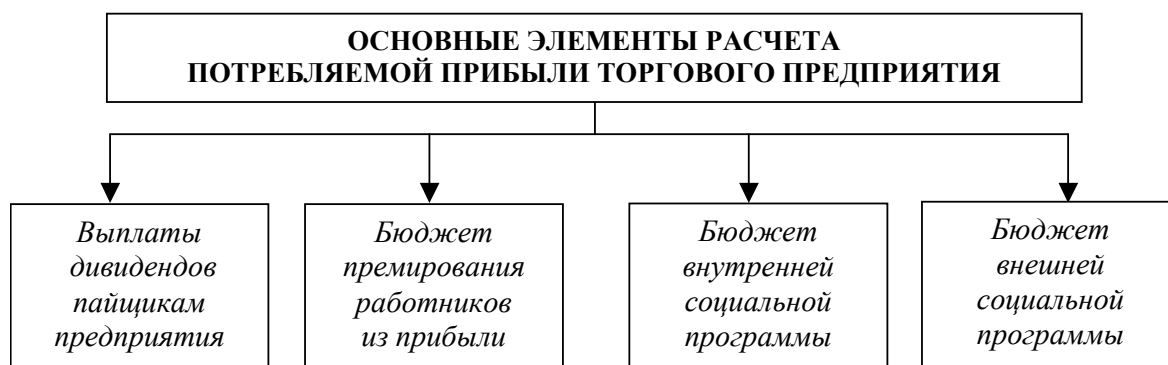 ОСНОВНЫЕ ЭЛЕМЕНТЫ РАСЧЕТА
ПОТРЕБЛЯЕМОЙ ПРИБЫЛИ ТОРГОВОГО ПРЕДПРИЯТИЯ
Выплаты
дивидендов
пайщикам
предприятия
Бюджет
премирования
работников
из прибыли
Бюджет
внутренней
социальной
программы
Бюджет
внешней
социальной
программы